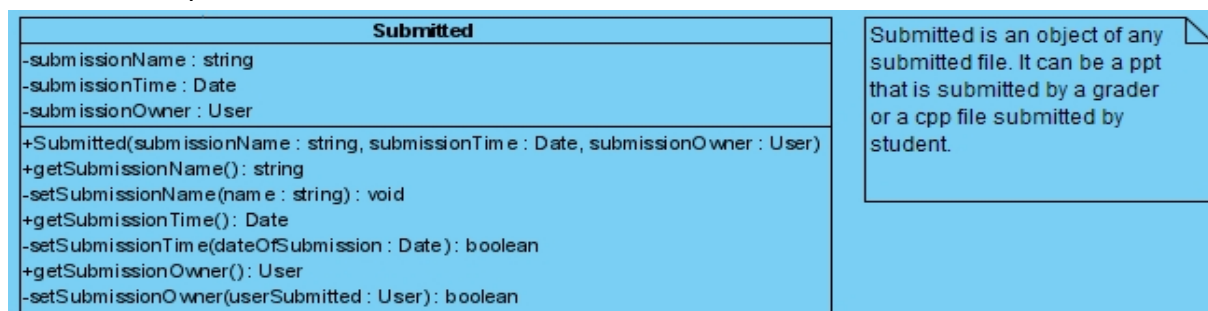 Submitted
-submissionName : string
-submissionTime : Date
-submissionOwner : User
+Submitted(submissionName : string, submissionTime : Date, submissionOwner : User)
+getSubmissionName() : string
-setSubmissionName(name : string) : void
+getSubmissionTime() : Date
-setSubmissionTime(dateOfSubmission : Date) : boolean
+getSubmissionOwner() : User
-setSubmissionOwner(userSubmitted : User) : boolean
Submitted is an object of any
submitted file. It can be a ppt
that is submitted by a grader
or a cpp file submitted by
student.